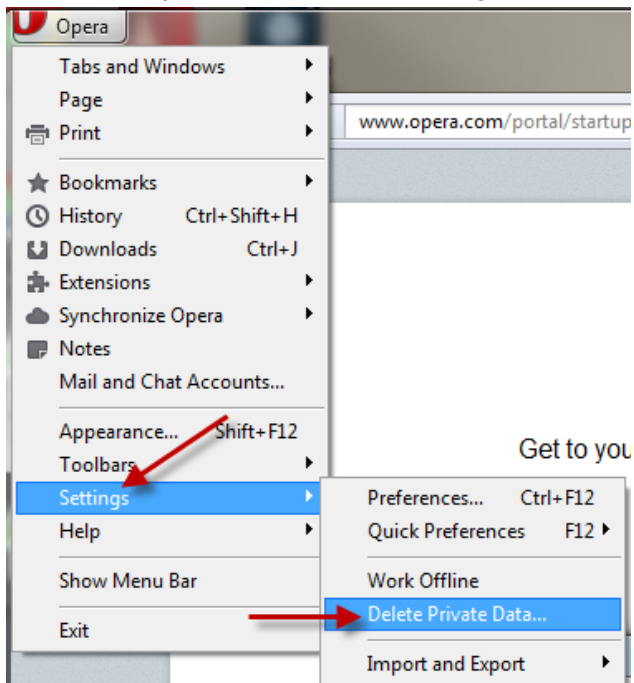 Opera
Tabs and Windows
Page
Print
www.opera.com/portal/startup
Bookmarks
History Ctrl+Shift+H
Downloads Ctrl+J
Extensions
Synchronize Opera
Notes
Mail and Chat Accounts...
Appearance... Shift+F12
Toolbars
Get to you
Settings
Preferences... Ctrl+F12
Help
Quick Preferences F12
Show Menu Bar
Work Offline
Delete Private Data...
Exit
Import and Export